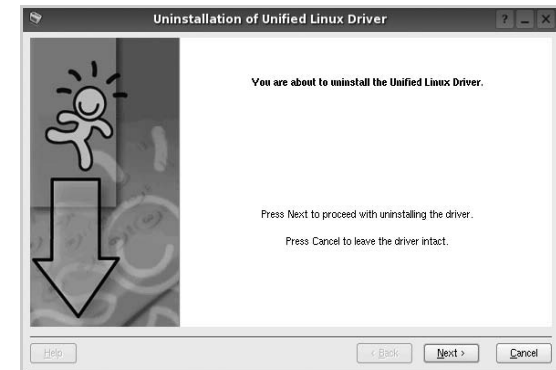 Uninstallation of Unified Linux Driver
You are about to uninstall the Unified Linux Driver.
Press Next to proceed with uninstalling the driver.
Press Cancel to leave the driver intact.
Help
< Back
Next >
Cancel